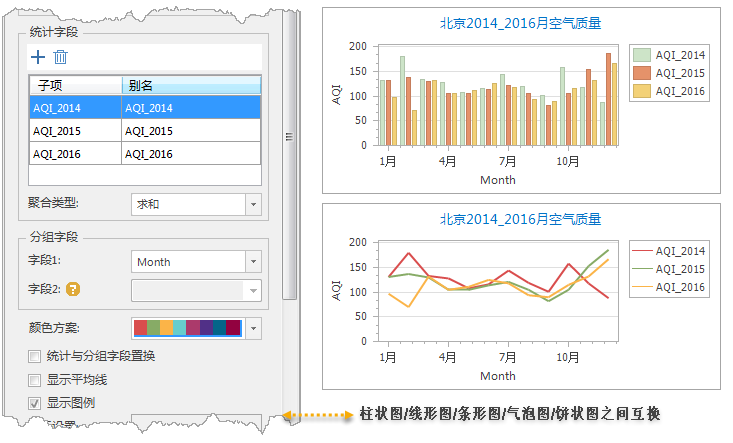 统计字段
子项 别名
AQI_2014 AQI_2014
AQI_2015 AQI_2015
AQI_2016 AQI_2016
聚合类型: 求和
分组字段
字段1: Month
字段2:
颜色方案:
统计与分组字段置换
显示平均线
显示图例
北京2014_2016月空气质量
AQI
200
150
100
50
0
1月 4月 7月 10月
Month
AQI_2014
AQI_2015
AQI_2016
北京2014_2016月空气质量
AQI
200
150
100
50
0
1月 4月 7月 10月
Month
AQI_2014
AQI_2015
AQI_2016
柱状图/线形图/条形图/气泡图/饼状图之间互换